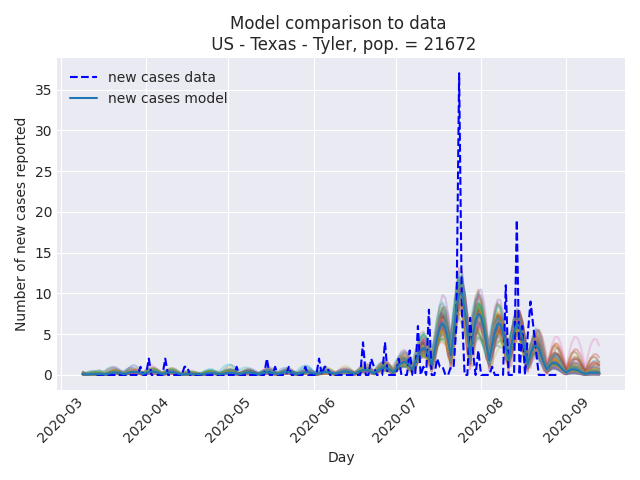 Model comparison to data
US - Texas - Tyler, pop. = 21672
new cases data
new cases model
Number of new cases reported
35
30
25
20
15
10
5
0
2020-03
2020-04
2020-05
2020-06
2020-07
2020-08
2020-09
Day